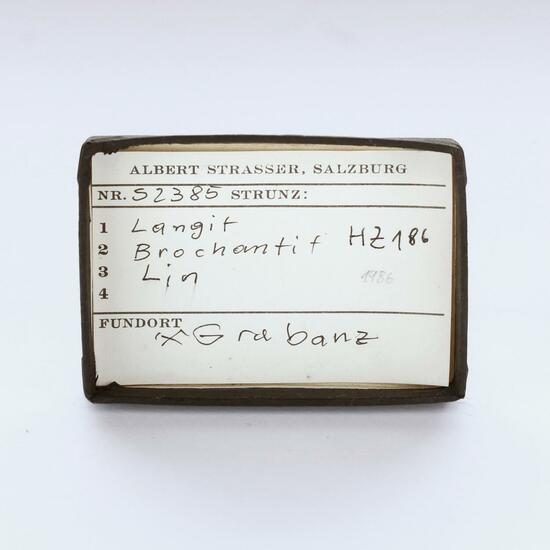 ALBERT STRASSER, SALZBURG
NR. S2385 STRUNZ:
1 Langit
2 Brochantit HZ186
3 Lin
1986
4
FUNDORT
Grabanz